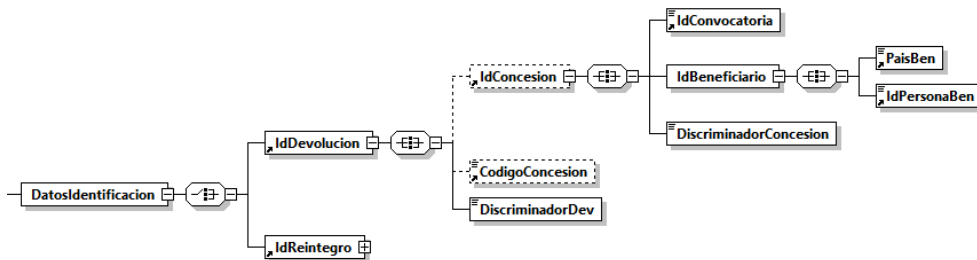 IdConvocatoria
PaisBen
IdConcesion
IdBeneficiario
IdPersonaBen
DiscriminadorConcesion
IdDevolucion
CodigoConcesion
DatosIdentificacion
DiscriminadorDev
IdReintegro